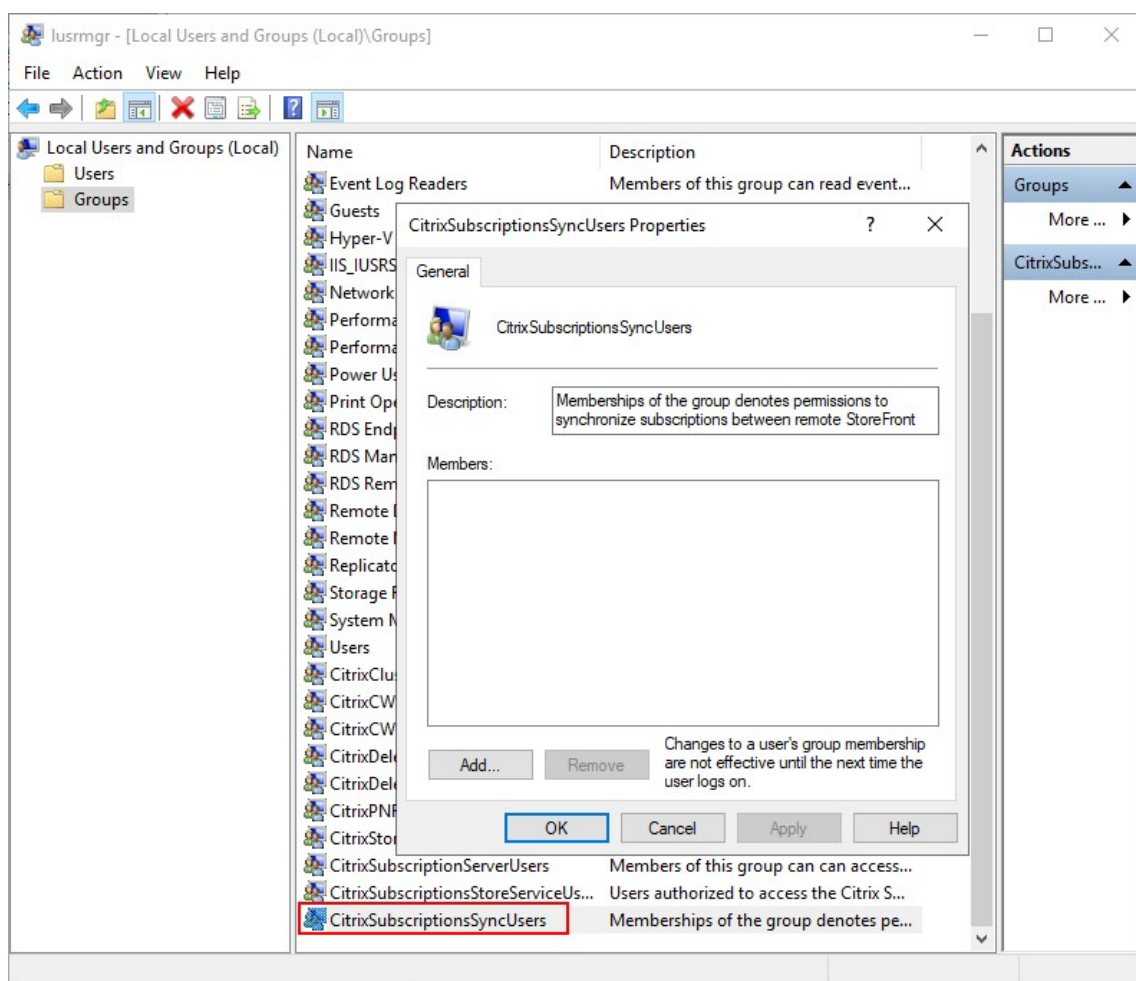 lusrmgr - [Local Users and Groups (Local)\Groups]
File Action View Help
Local Users and Groups (Local)
Users
Groups
Name Description
Event Log Readers Members of this group can read event...
Guests
Hyper-V
IIS_IUSRS
Network
Performa
Performa
Power Us
Print Ope
RDS Endp
RDS Man
RDS Rem
Remote
Remote
Replicato
Storage
System
Users
CitrixClu
CitrixCW
CitrixCW
CitrixDele
CitrixDele
CitrixPN
CitrixStor
CitrixSubscriptionServerUsers Members of this group can can access...
CitrixSubscriptionsStoreServiceUs... Users authorized to access the Citrix S...
CitrixSubscriptionsSyncUsers Memberships of the group denotes pe...
CitrixSubscriptionsSyncUsers Properties ?
General
CitrixSubscriptionsSyncUsers
Description: Memberships of the group denotes permissions to
synchronize subscriptions between remote StoreFront
Members:
Add... Remove
Changes to a user's group membership
are not effective until the next time the
user logs on.
OK Cancel Apply Help
Actions
Groups
More ...
CitrixSubs...
More ...